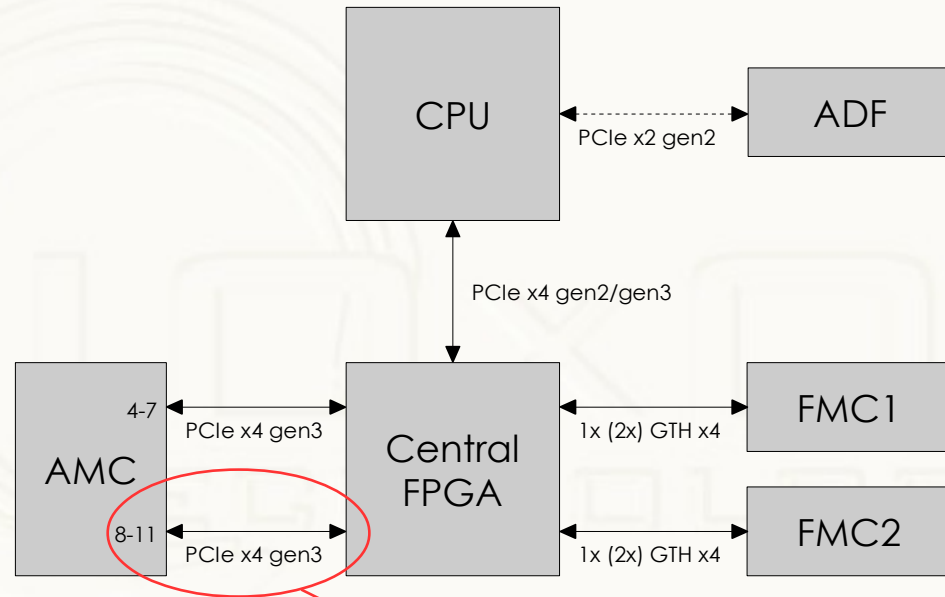 CPU
ADF
PCIe x2 gen2
PCIe x4 gen2/gen3
AMC
4-7
PCIe x4 gen3
8-11
PCIe x4 gen3
Central
FPGA
1x (2x) GTH x4
FMC1
1x (2x) GTH x4
FMC2